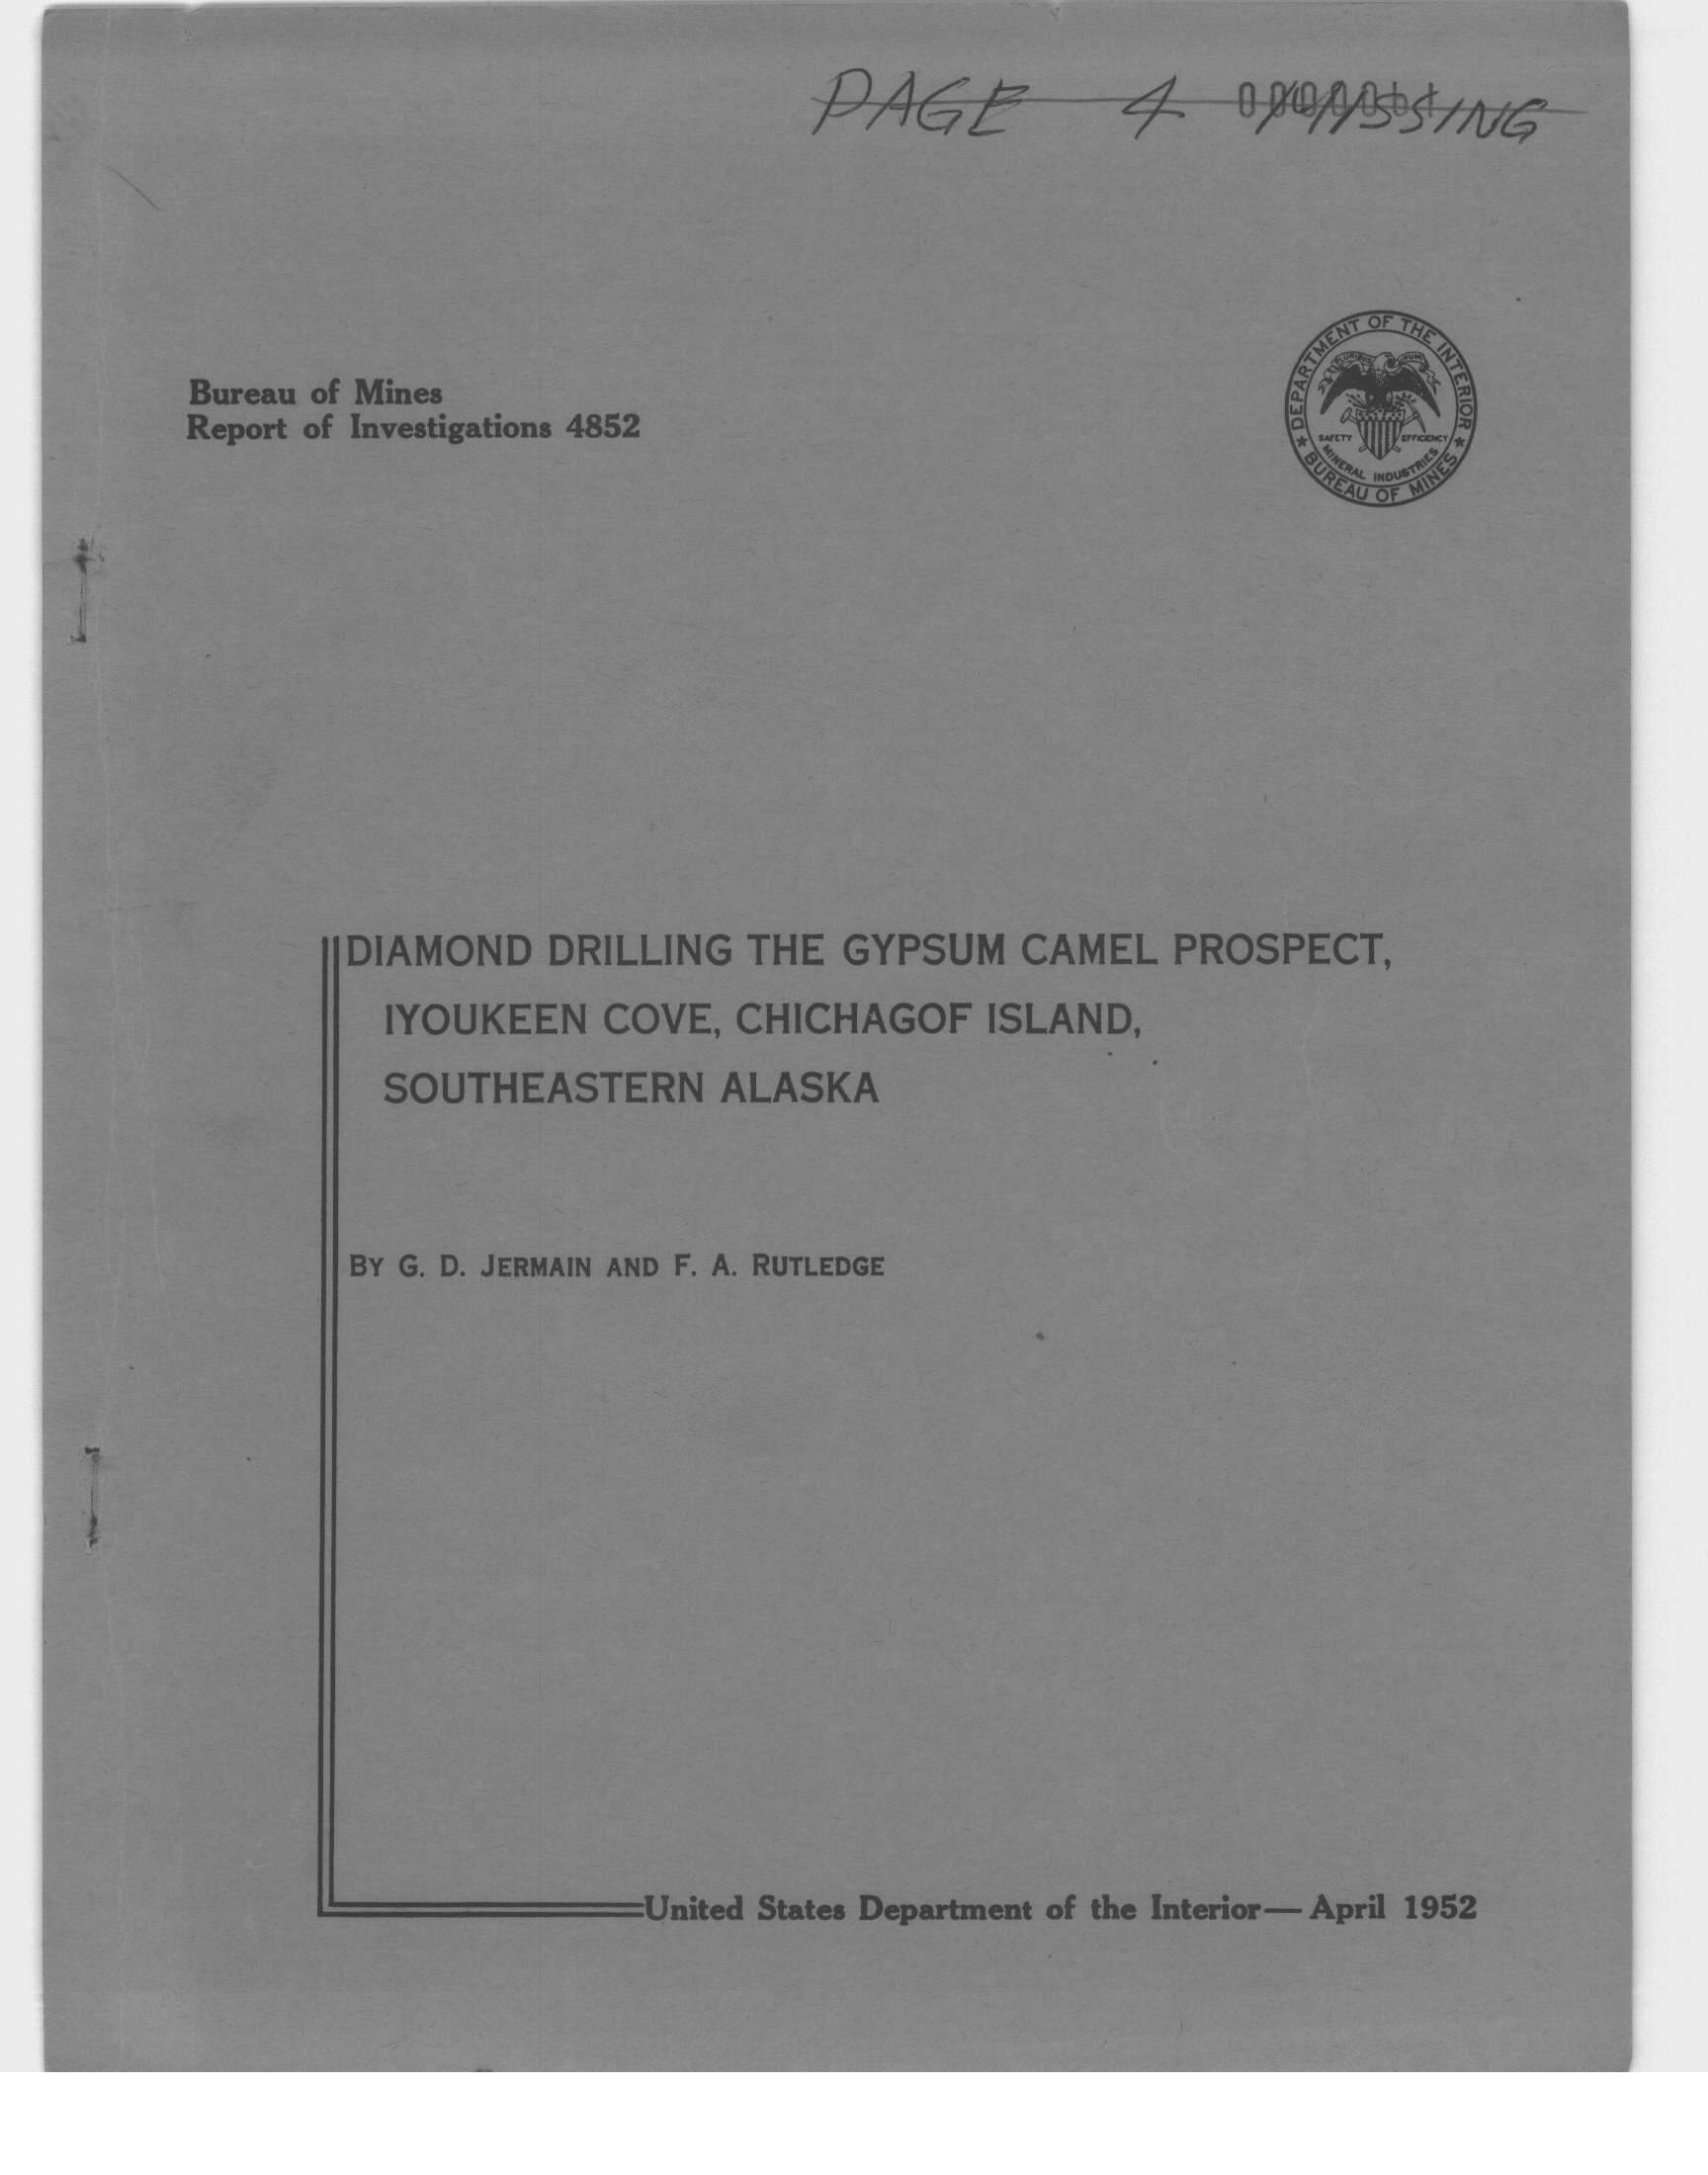 PAGE 4 MISSING
Bureau of Mines
Report of Investigations 4852
DEPARTMENT OF THE INTERIOR
SAFETY EFFICIENCY
MINERAL INDUSTRIES
BUREAU OF MINES
DIAMOND DRILLING THE GYPSUM CAMEL PROSPECT,
IYOUKEEN COVE, CHICHAGOF ISLAND,
SOUTHEASTERN ALASKA
BY G. D. JERMAIN AND F. A. RUTLEDGE
United States Department of the Interior—April 1952